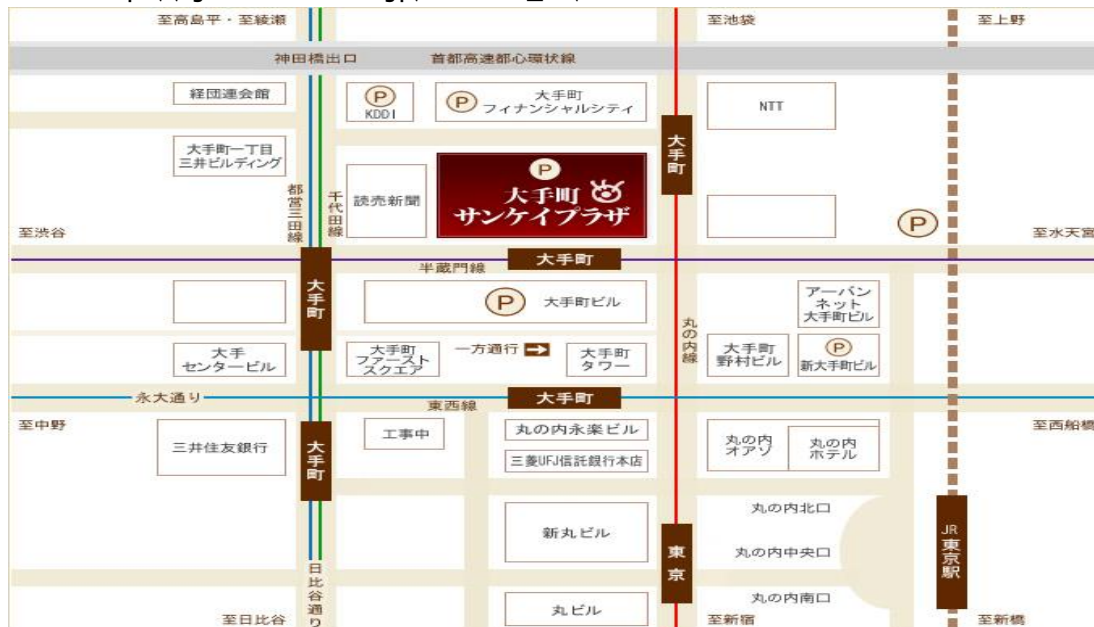 至高島平・至綾瀬
至池袋
至上野
神田橋出口
首都高速都心環状線
経団連会館
P
KDDI
P
大手町
フィナンシャルシティ
NTT
大手町一丁目
三井ビルディング
大手町
都営三田線
千代田線
読売新聞
P
大手町
サンケイプラザ
P
至渋谷
至水天宮
半蔵門線
大手町
大手町
P
大手町ビル
アーバン
ネット
大手町ビル
丸の内線
大手
センタービル
大手町
ファースト
スクエア
一方通行
大手町
タワー
大手町
野村ビル
P
新大手町ビル
永大通り
東西線
大手町
至中野
至西船橋
三井住友銀行
大手町
工事中
丸の内永楽ビル
三菱UFJ信託銀行本店
丸の内
オアゾ
丸の内
ホテル
丸の内北口
新丸ビル
丸の内中央口
東京
JR
東京駅
日比谷通り
丸の内南口
丸ビル
至日比谷
至新宿
至新橋